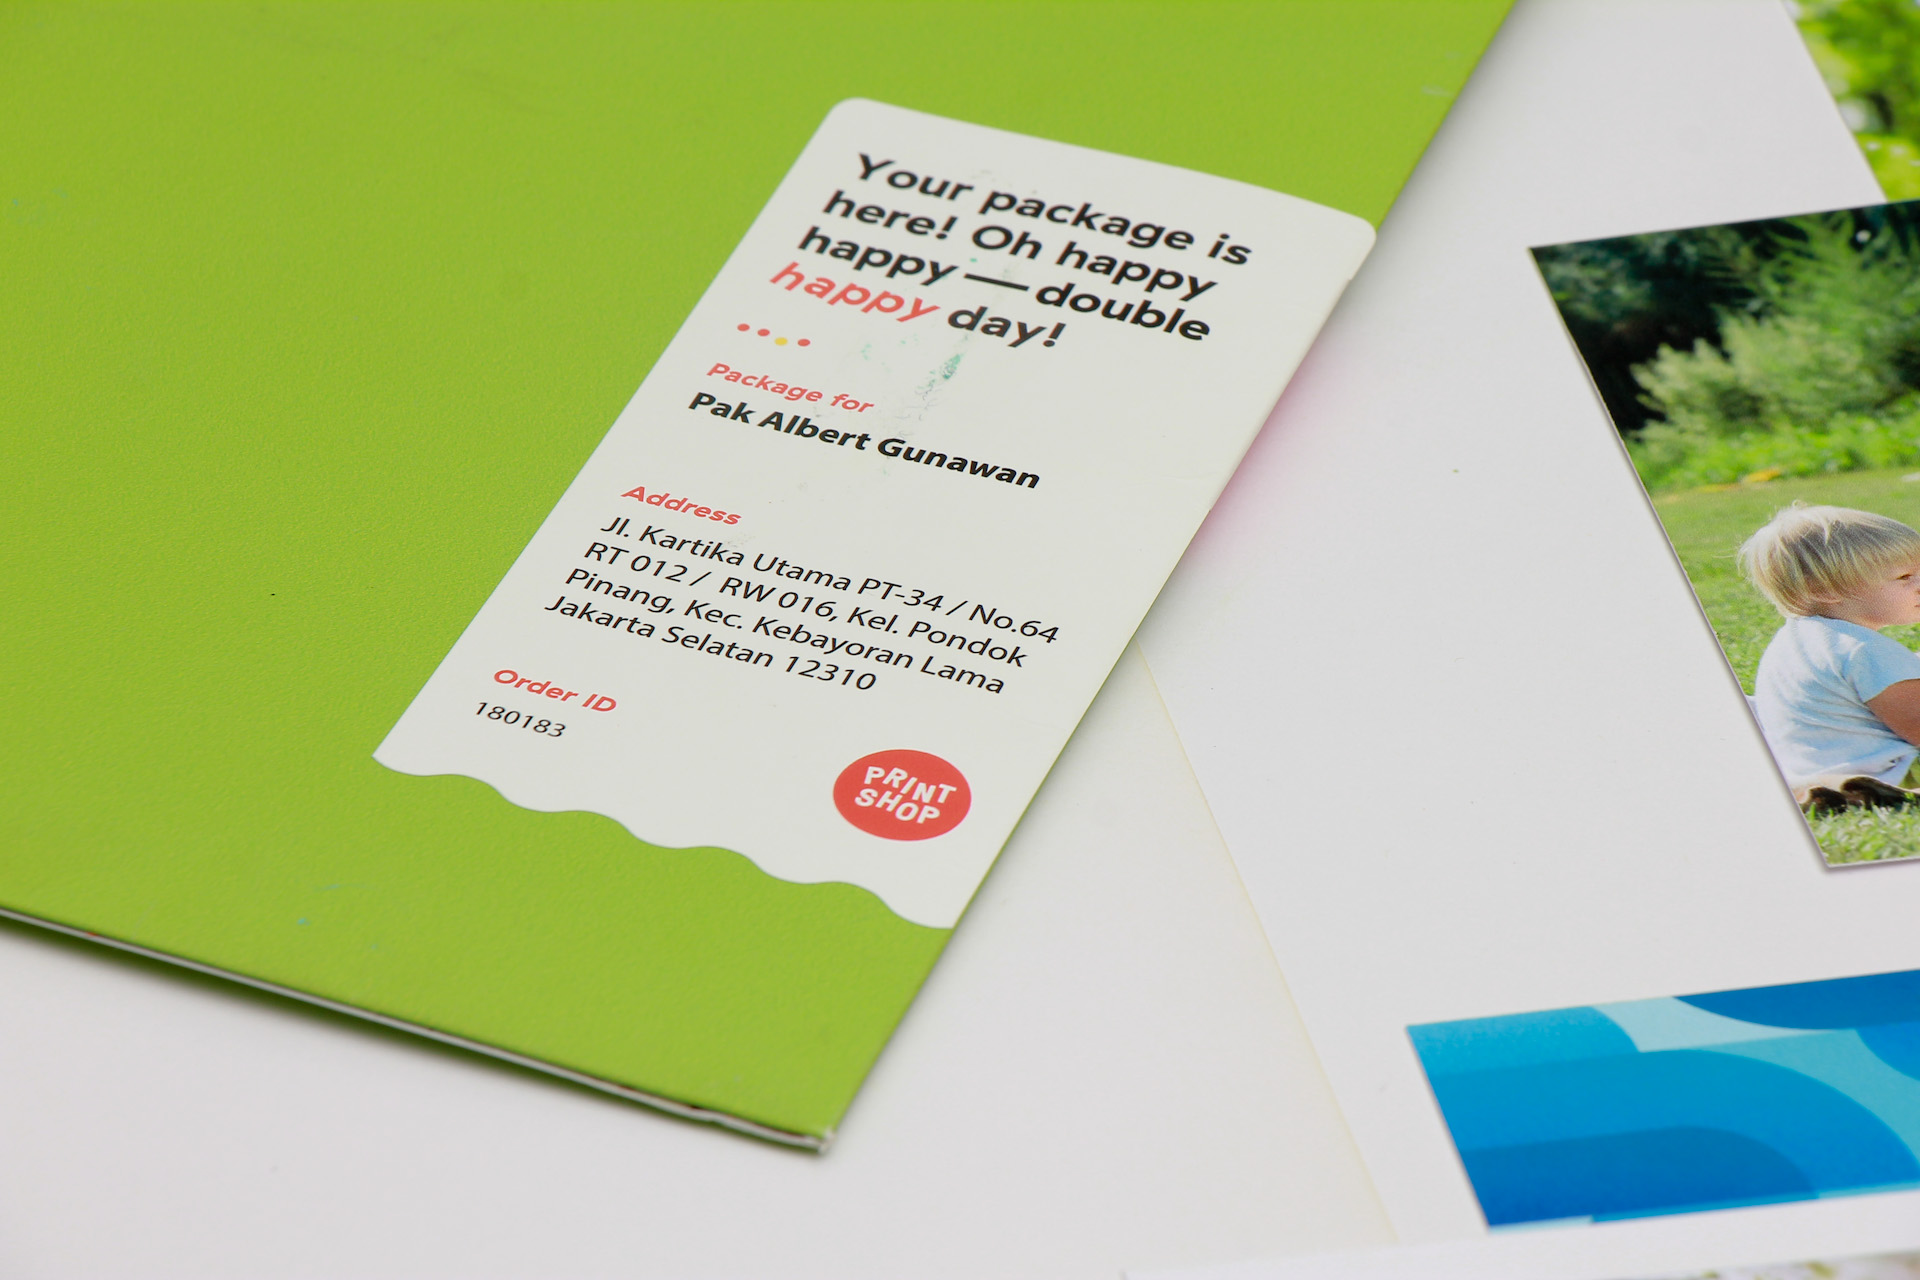 Your package is
here! Oh happy
happy — double
happy day!
Package for
Pak Albert Gunawan
Address
Jl. Kartika Utama PT-34 / No.64
RT 012 / RW 016, Kel. Pondok
Pinang, Kec. Kebayoran Lama
Jakarta Selatan 12310
Order ID
180183
PRINT
SHOP